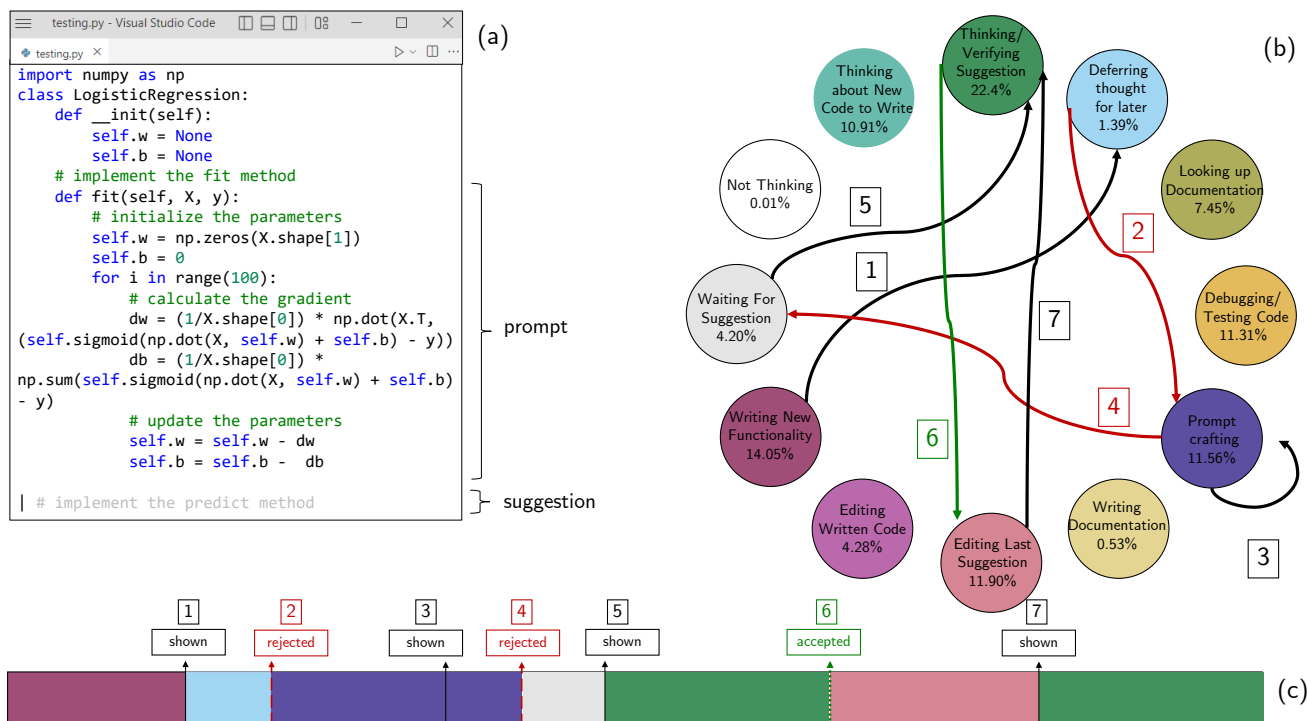 testing.py - Visual Studio Code
testing.py
import numpy as np
class LogisticRegression:
def __init(self):
self.w = None
self.b = None
# implement the fit method
def fit(self, X, y):
# initialize the parameters
self.w = np.zeros(X.shape[1])
self.b = 0
for i in range(100):
# calculate the gradient
dw = (1/X.shape[0]) * np.dot(X.T,
(self.sigmoid(np.dot(X, self.w) + self.b) - y))
db = (1/X.shape[0]) *
np.sum(self.sigmoid(np.dot(X, self.w) + self.b)
- y)
# update the parameters
self.w = self.w - dw
self.b = self.b - db
# implement the predict method
prompt
suggestion
(a)
(b)
Thinking/
Verifying
Suggestion
22.4%
Deferring
thought
for later
1.39%
Thinking
about New
Code to Write
10.91%
Looking up
Documentation
7.45%
Not Thinking
0.01%
Waiting For
Suggestion
4.20%
Debugging/
Testing Code
11.31%
Writing New
Functionality
14.05%
Prompt
crafting
11.56%
Editing
Written Code
4.28%
Writing
Documentation
0.53%
Editing Last
Suggestion
11.90%
5
1
2
7
4
6
3
1
2
3
4
5
6
7
shown
rejected
shown
rejected
shown
accepted
shown
(c)